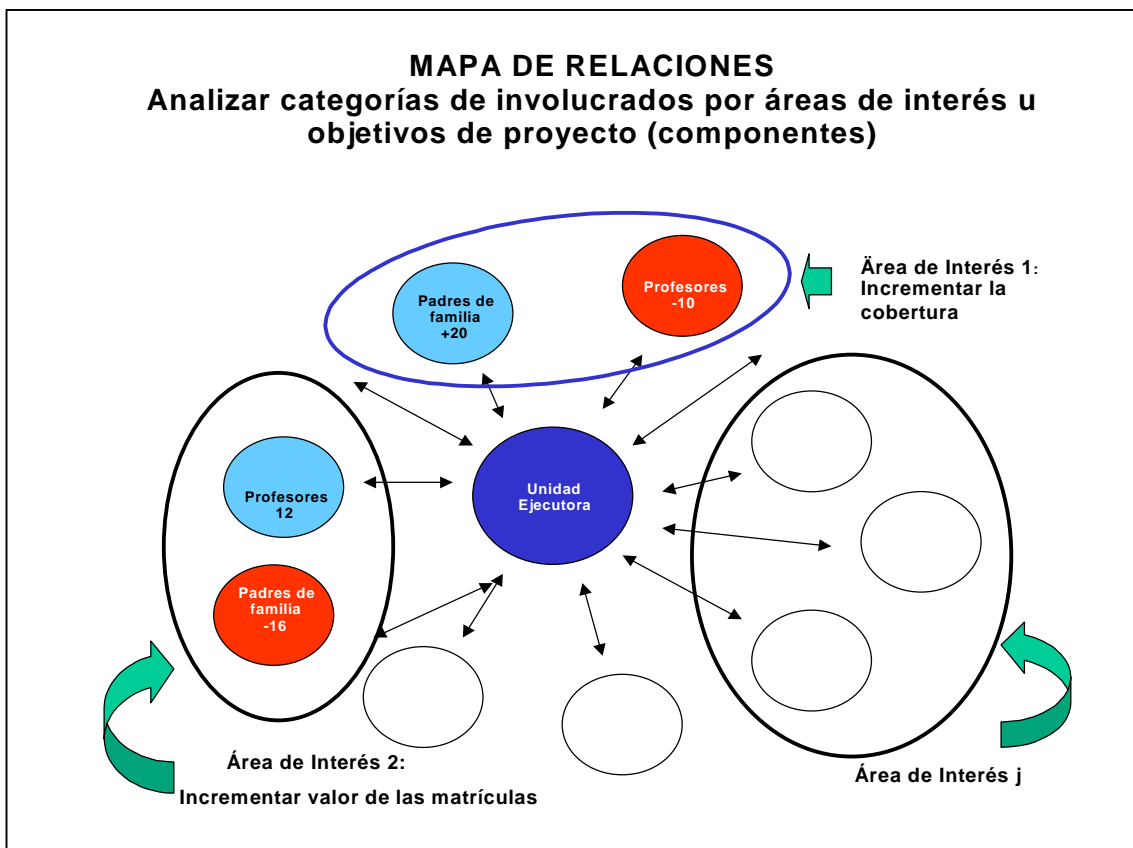 MAPA DE RELACIONES
Analizar categorías de involucrados por áreas de interés u
objetivos de proyecto (componentes)
Padres de
familia
+20
Profesores
-10
Ärea de Interés 1:
Incrementar la
cobertura
Profesores
12
Unidad
Ejecutora
Padres de
familia
-16
Área de Interés 2:
Incrementar valor de las matrículas
Área de Interés j